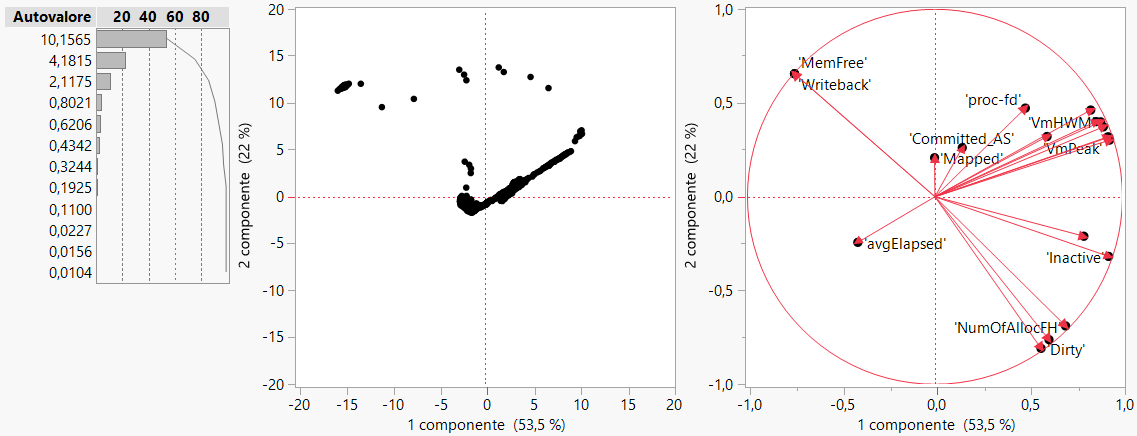 Autovalore 20 40 60 80
10,1565
4,1815
2,1175
0,8021
0,6206
0,4342
0,3244
0,1925
0,1100
0,0227
0,0156
0,0104
2 componente (22 %)
20
15
10
5
0
-5
-10
-15
-20
-20 -15 -10 -5 0 5 10 15 20
1 componente (53,5 %)
2 componente (22 %)
1,0
0,5
0,0
-0,5
-1,0
'MemFree'
'Writeback'
'proc-fd'
'VmHWM
'Committed_AS'
'VmPeak'
'Mapped'
'avgElapsed'
'Inactive'
'NumOfAllocFH'
'Dirty'
-1,0 -0,5 0,0 0,5 1,0
1 componente (53,5 %)